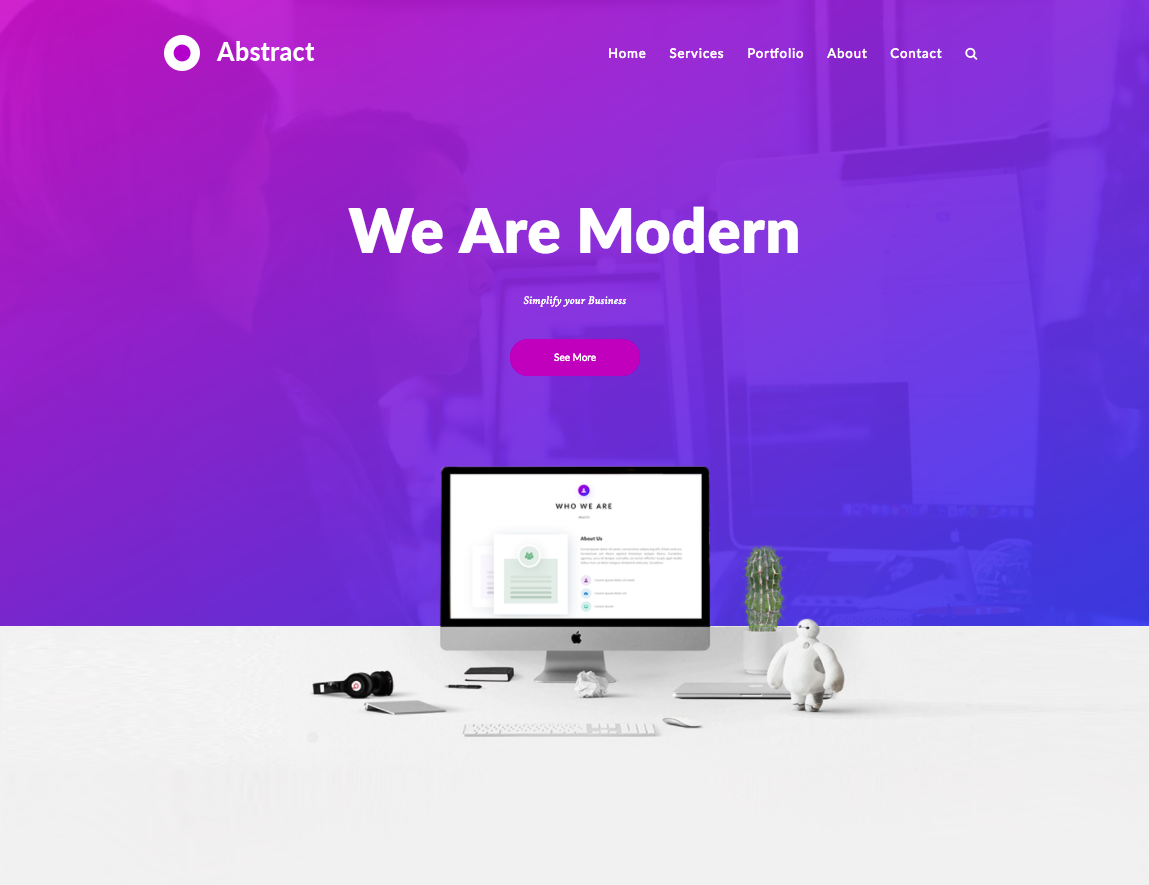 Abstract
Home Services Portfolio About Contact
We Are Modern
Simplify your Business
See More
WHO WE ARE
About Us